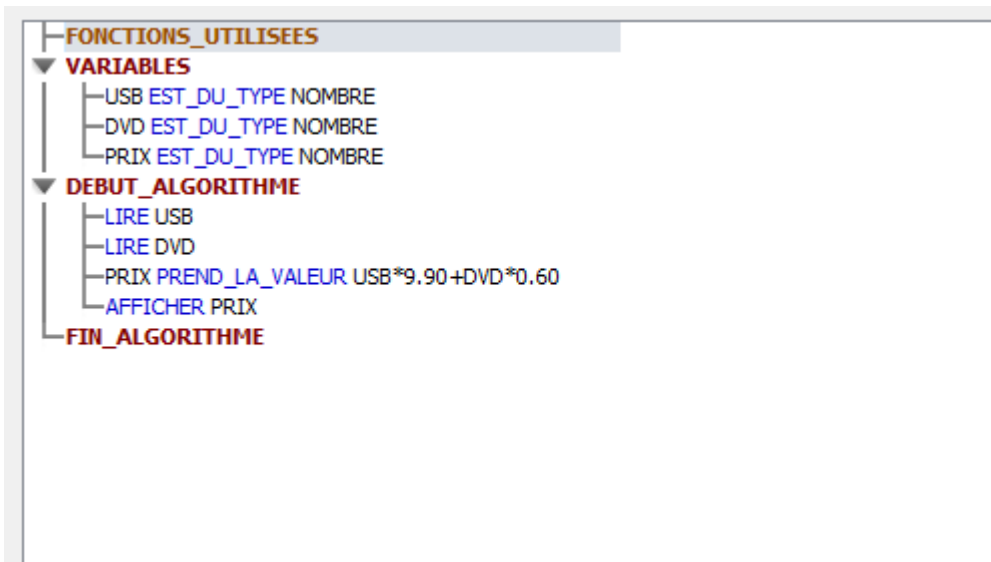 FONCTIONS_UTILISEES
VARIABLES
USB EST_DU_TYPE NOMBRE
DVD EST_DU_TYPE NOMBRE
PRIX EST_DU_TYPE NOMBRE
DEBUT_ALGORITHME
LIRE USB
LIRE DVD
PRIX PREND_LA_VALEUR USB*9.90+DVD*0.60
AFFICHER PRIX
FIN_ALGORITHME